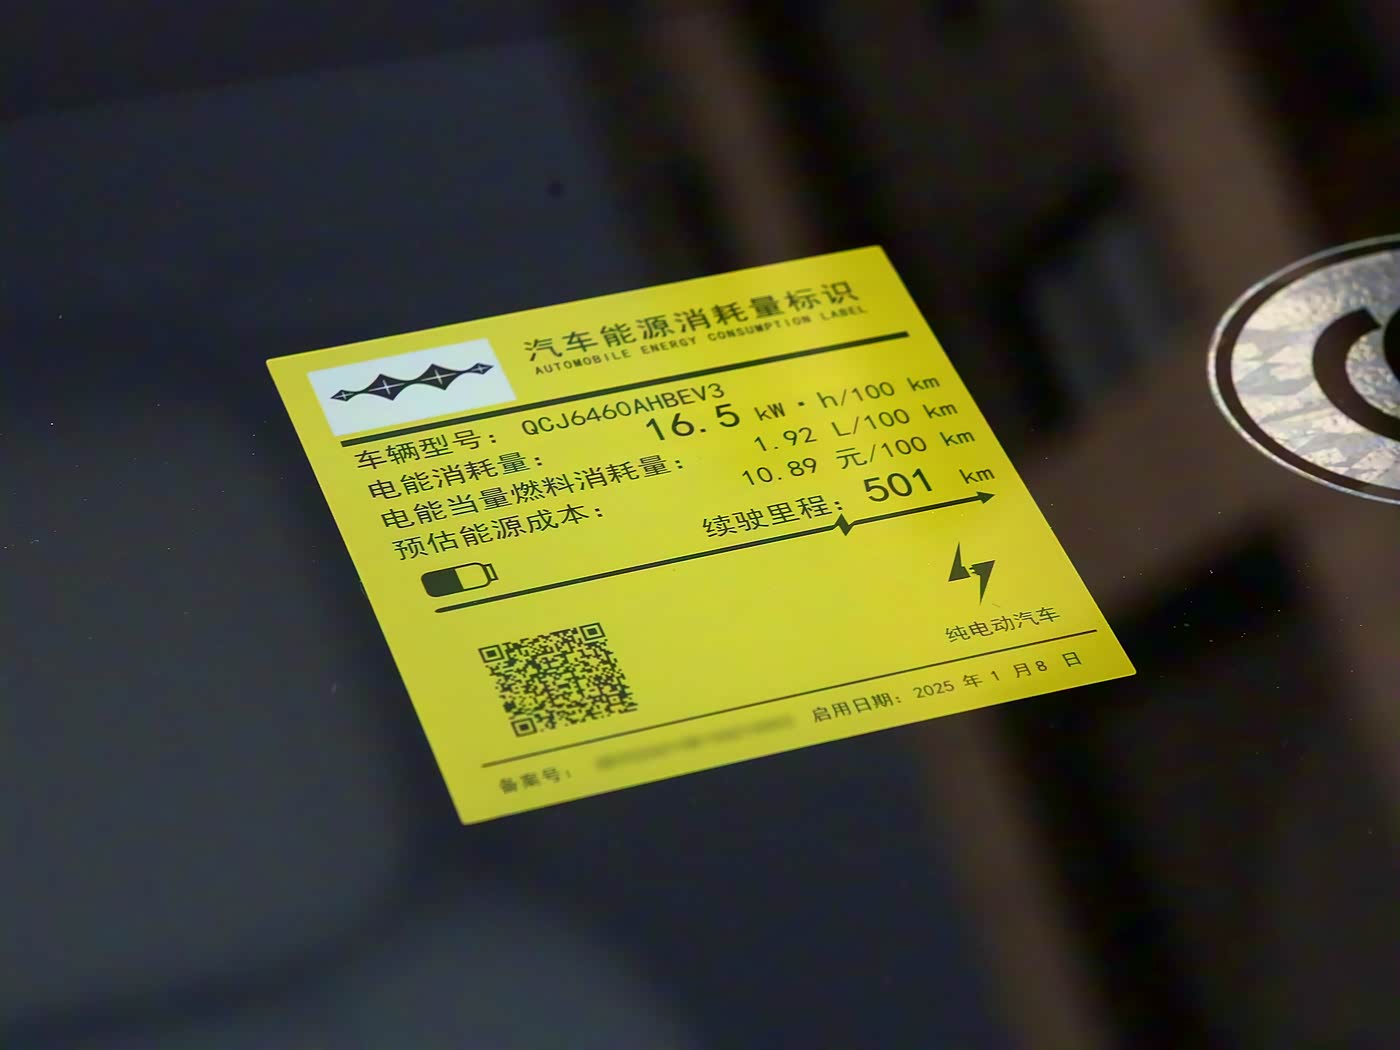 汽车能源消耗量标识
AUTOMOBILE ENERGY CONSUMPTION LABEL
车辆型号: QCJ6460AHBEV3
电能消耗量: 16.5 kW·h/100 km
电能当量燃料消耗量: 1.92 L/100 km
预估能源成本: 10.89 元/100 km
续驶里程: 501 km
纯电动汽车
备案号:
启用日期: 2025 年 1 月8 日